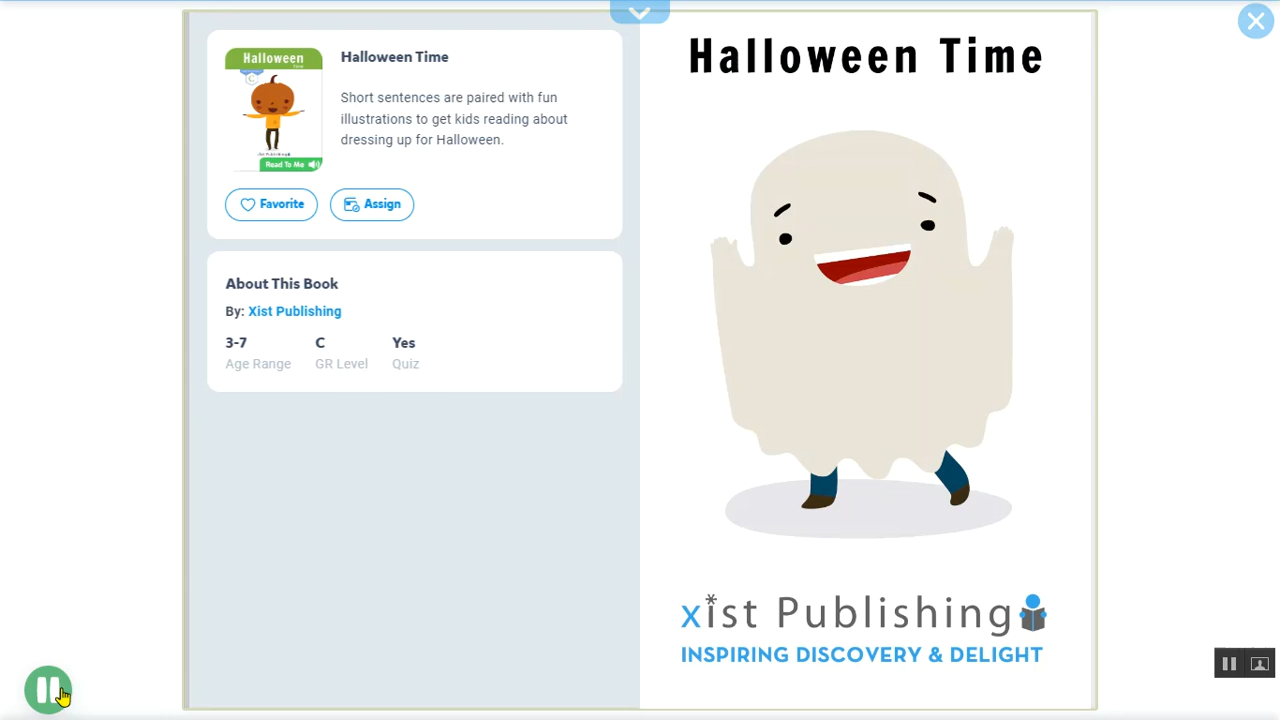 Halloween
Time
C
Read To Me
Halloween Time
Short sentences are paired with fun
illustrations to get kids reading about
dressing up for Halloween.
Favorite
Assign
About This Book
By: Xist Publishing
3-7 C Yes
Age Range GR Level Quiz
Halloween Time
xist Publishing
INSPIRING DISCOVERY & DELIGHT